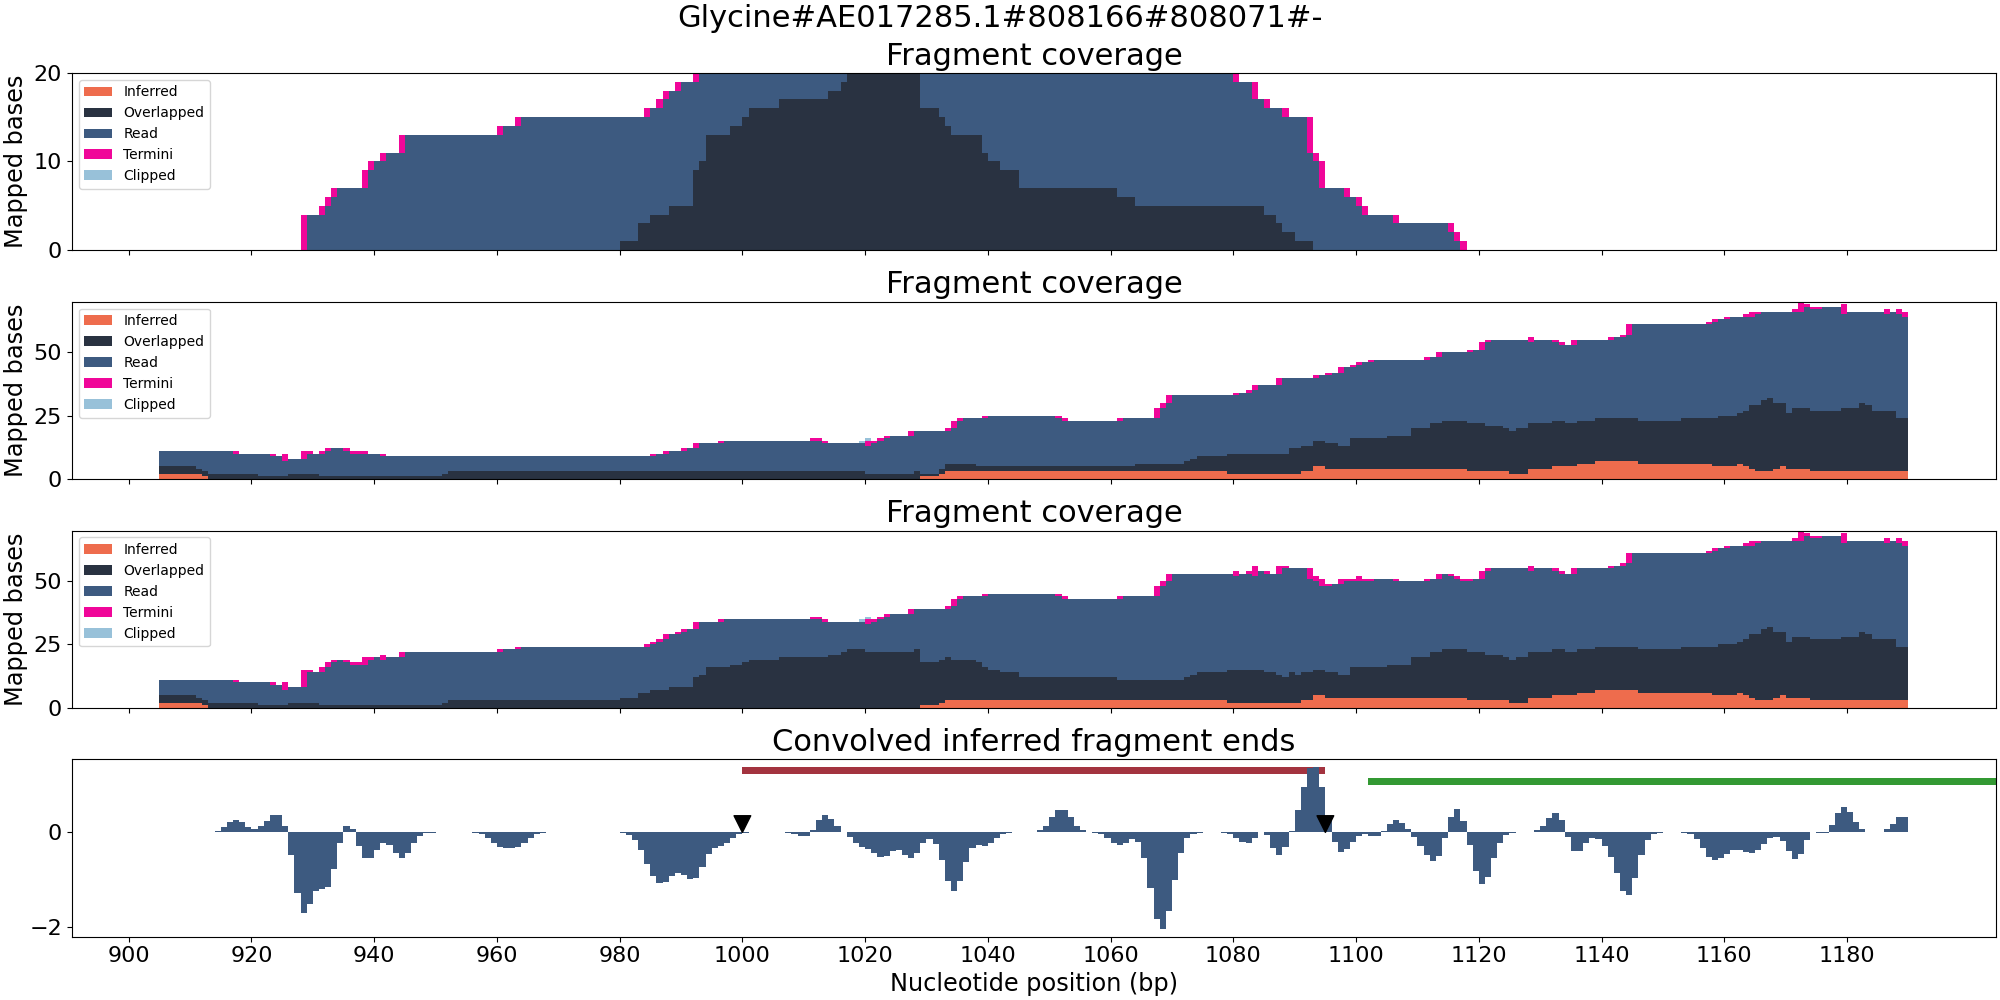 Glycine#AE017285.1#808166#808071#-
Fragment coverage
Mapped bases
20
10
0
Inferred
Overlapped
Read
Termini
Clipped
Fragment coverage
Mapped bases
50
25
0
Inferred
Overlapped
Read
Termini
Clipped
Fragment coverage
Mapped bases
50
25
0
Inferred
Overlapped
Read
Termini
Clipped
Convolved inferred fragment ends
0
−2
900 920 940 960 980 1000 1020 1040 1060 1080 1100 1120 1140 1160 1180
Nucleotide position (bp)